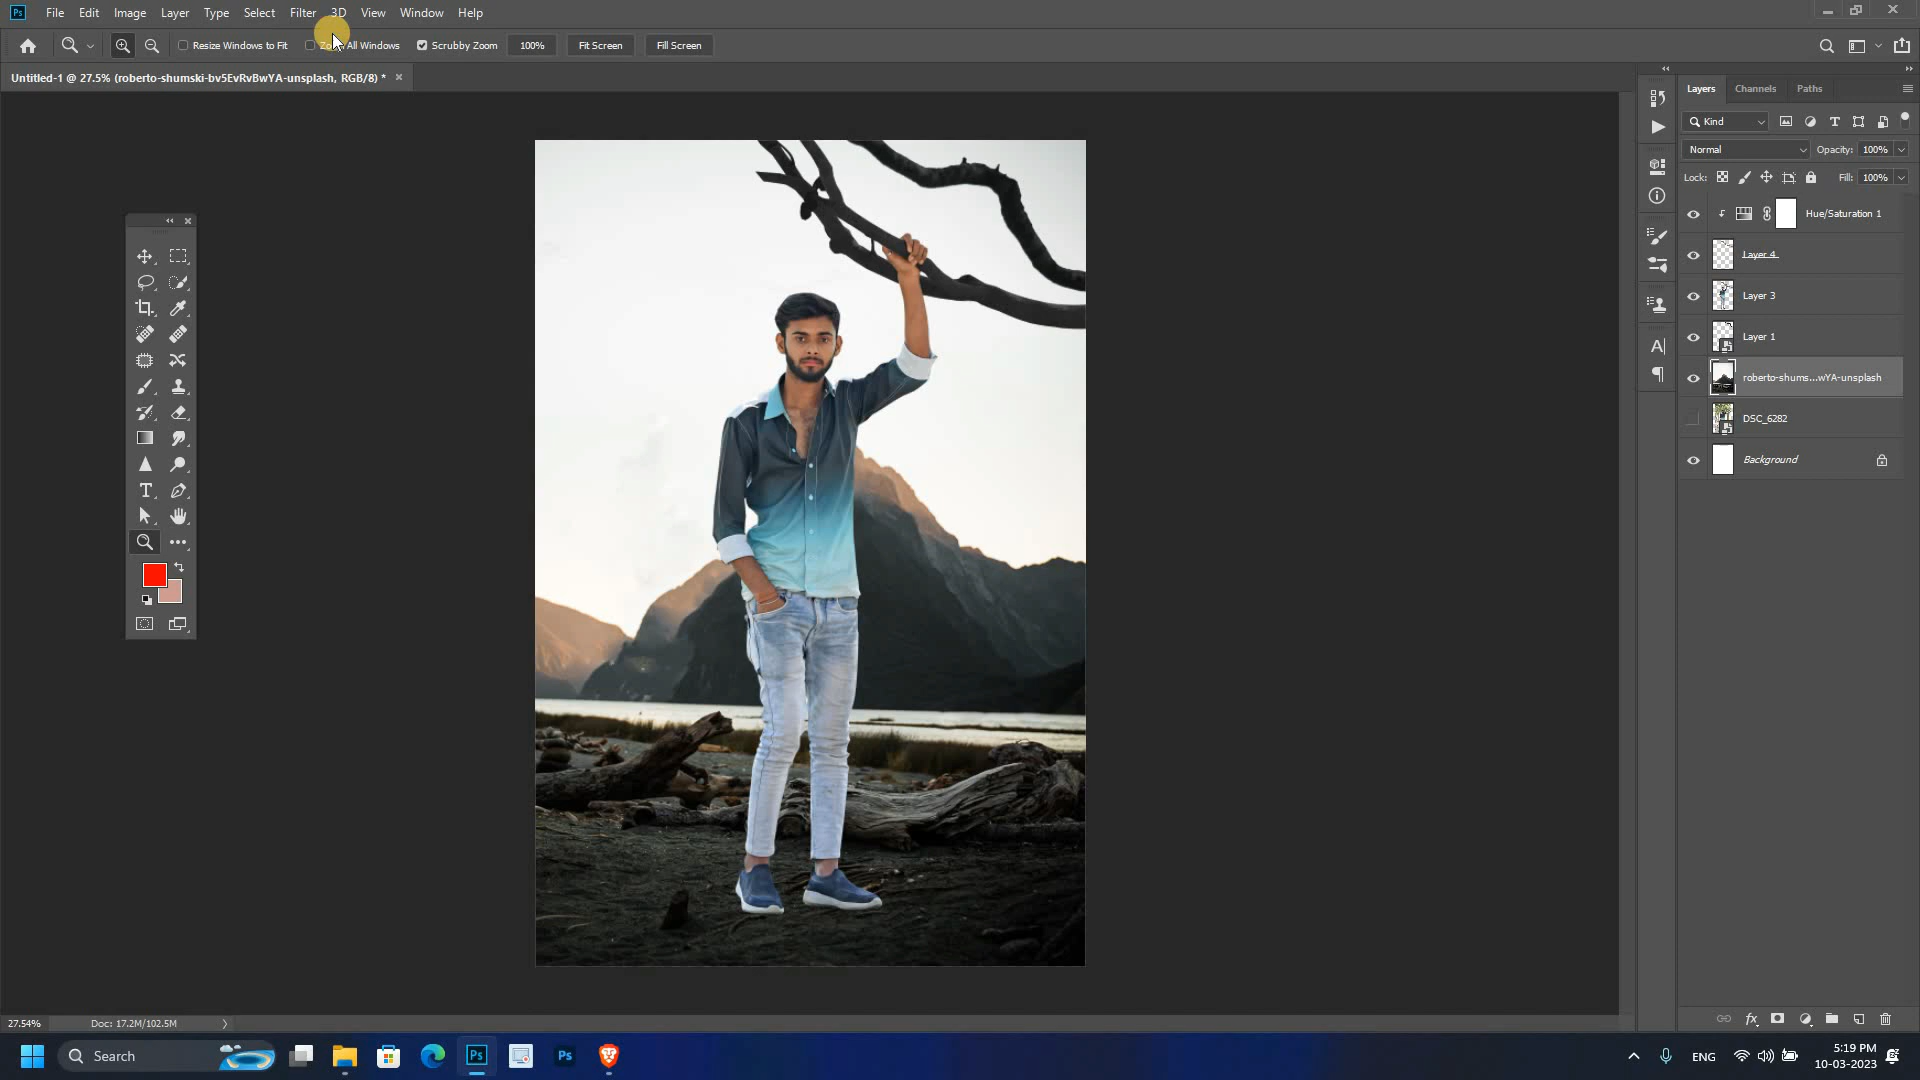 Ps File Edit Image Layer Type Select Filter 3D View Window Help
Resize Windows to Fit All Windows Scrubby Zoom 100% Fit Screen Fill Screen
Untitled-1 @ 27.5% (roberto-shumski-bv5EvRvBwYA-unsplash, RGB/8) * ×
Layers Channels Paths
Kind
Normal Opacity: 100%
Lock: Fill: 100%
Hue/Saturation 1
Layer 4
Layer 3
Layer 1
roberto-shums...wYA-unsplash
DSC_6282
Background
27.54% Doc: 17.2M/102.5M
Search Ps Ps ENG 5:19 PM
10-03-2023